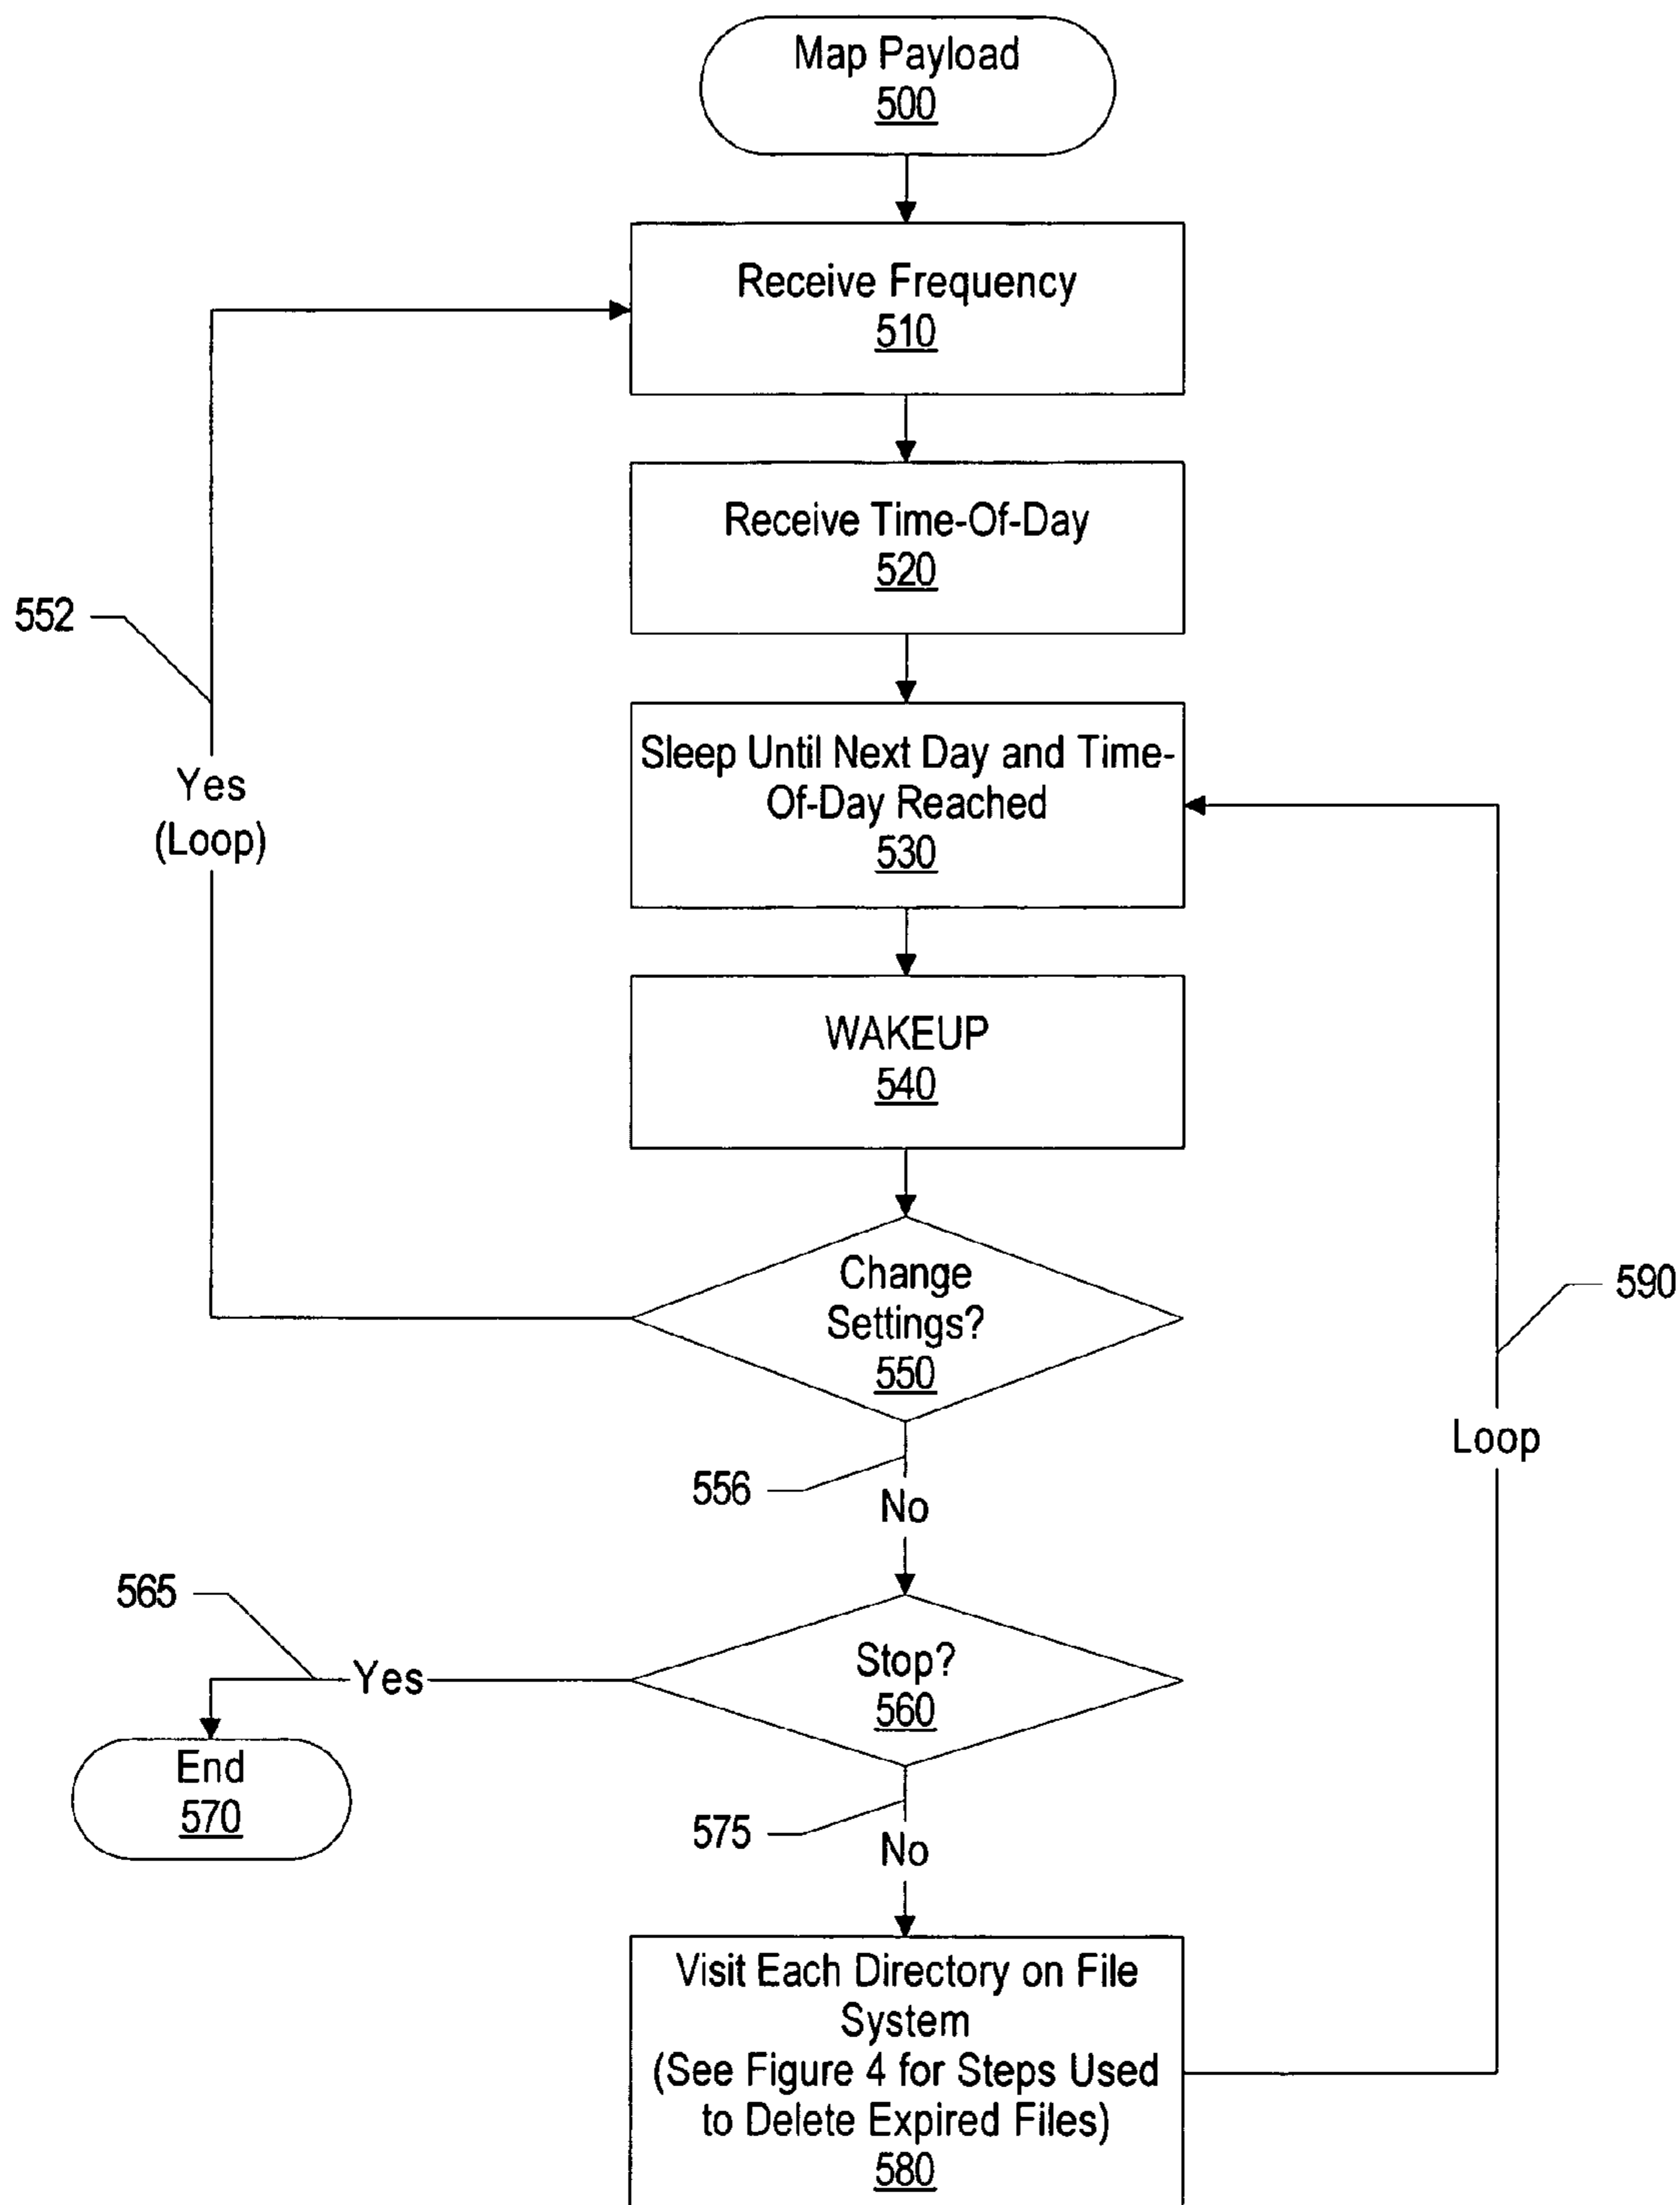 Map Payload
500
Receive Frequency
510
Receive Time-Of-Day
520
552
Sleep Until Next Day and Time-
Of-Day Reached
530
Yes
(Loop)
WAKEUP
540
Change
Settings?
550
590
Loop
556
No
565
Yes
Stop?
560
End
570
575
No
Visit Each Directory on File
System
(See Figure 4 for Steps Used
to Delete Expired Files)
580